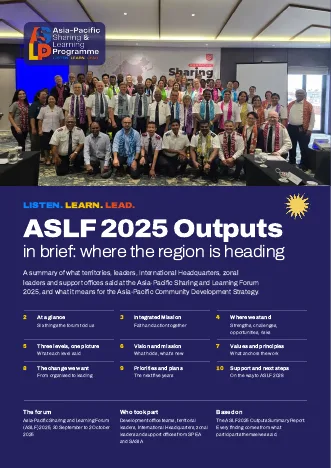 Asia-Pacific
Sharing &
Learning
Programme
LISTEN. LEARN. LEAD.
Sharing
LISTEN. LEARN. LEAD.
ASLF 2025 Outputs
in brief: where the region is heading
A summary of what territories, leaders, International Headquarters, zonal
leaders and support offices said at the Asia-Pacific Sharing and Learning Forum
2025, and what it means for the Asia-Pacific Community Development Strategy.
2 At a glance
Six things the forum told us
3 Integrated Mission
Faith and action together
4 Where we stand
Strengths, challenges,
opportunities, risks
5 Three levels, one picture
What each level said
6 Vision and mission
What holds, what is new
7 Values and principles
What anchors the work
8 The change we want
From organised to leading
9 Priorities and plans
The next five years
10 Support and next steps
On the way to ASLF 2028
The forum
Asia-Pacific Sharing and Learning Forum
(ASLF) 2025, 30 September to 2 October
2025
Who took part
Development office teams, territorial
leaders, International Headquarters, zonal
leaders and support offices from SPEA
and SASIA
Based on
The ASLF 2025 Outputs Summary Report.
Every finding comes from what
participants themselves said.